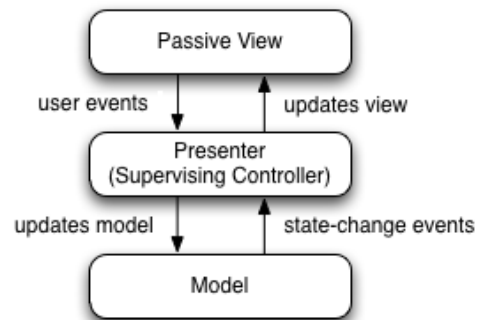 Passive View
user events
updates view
Presenter
(Supervising Controller)
updates model
state-change events
Model